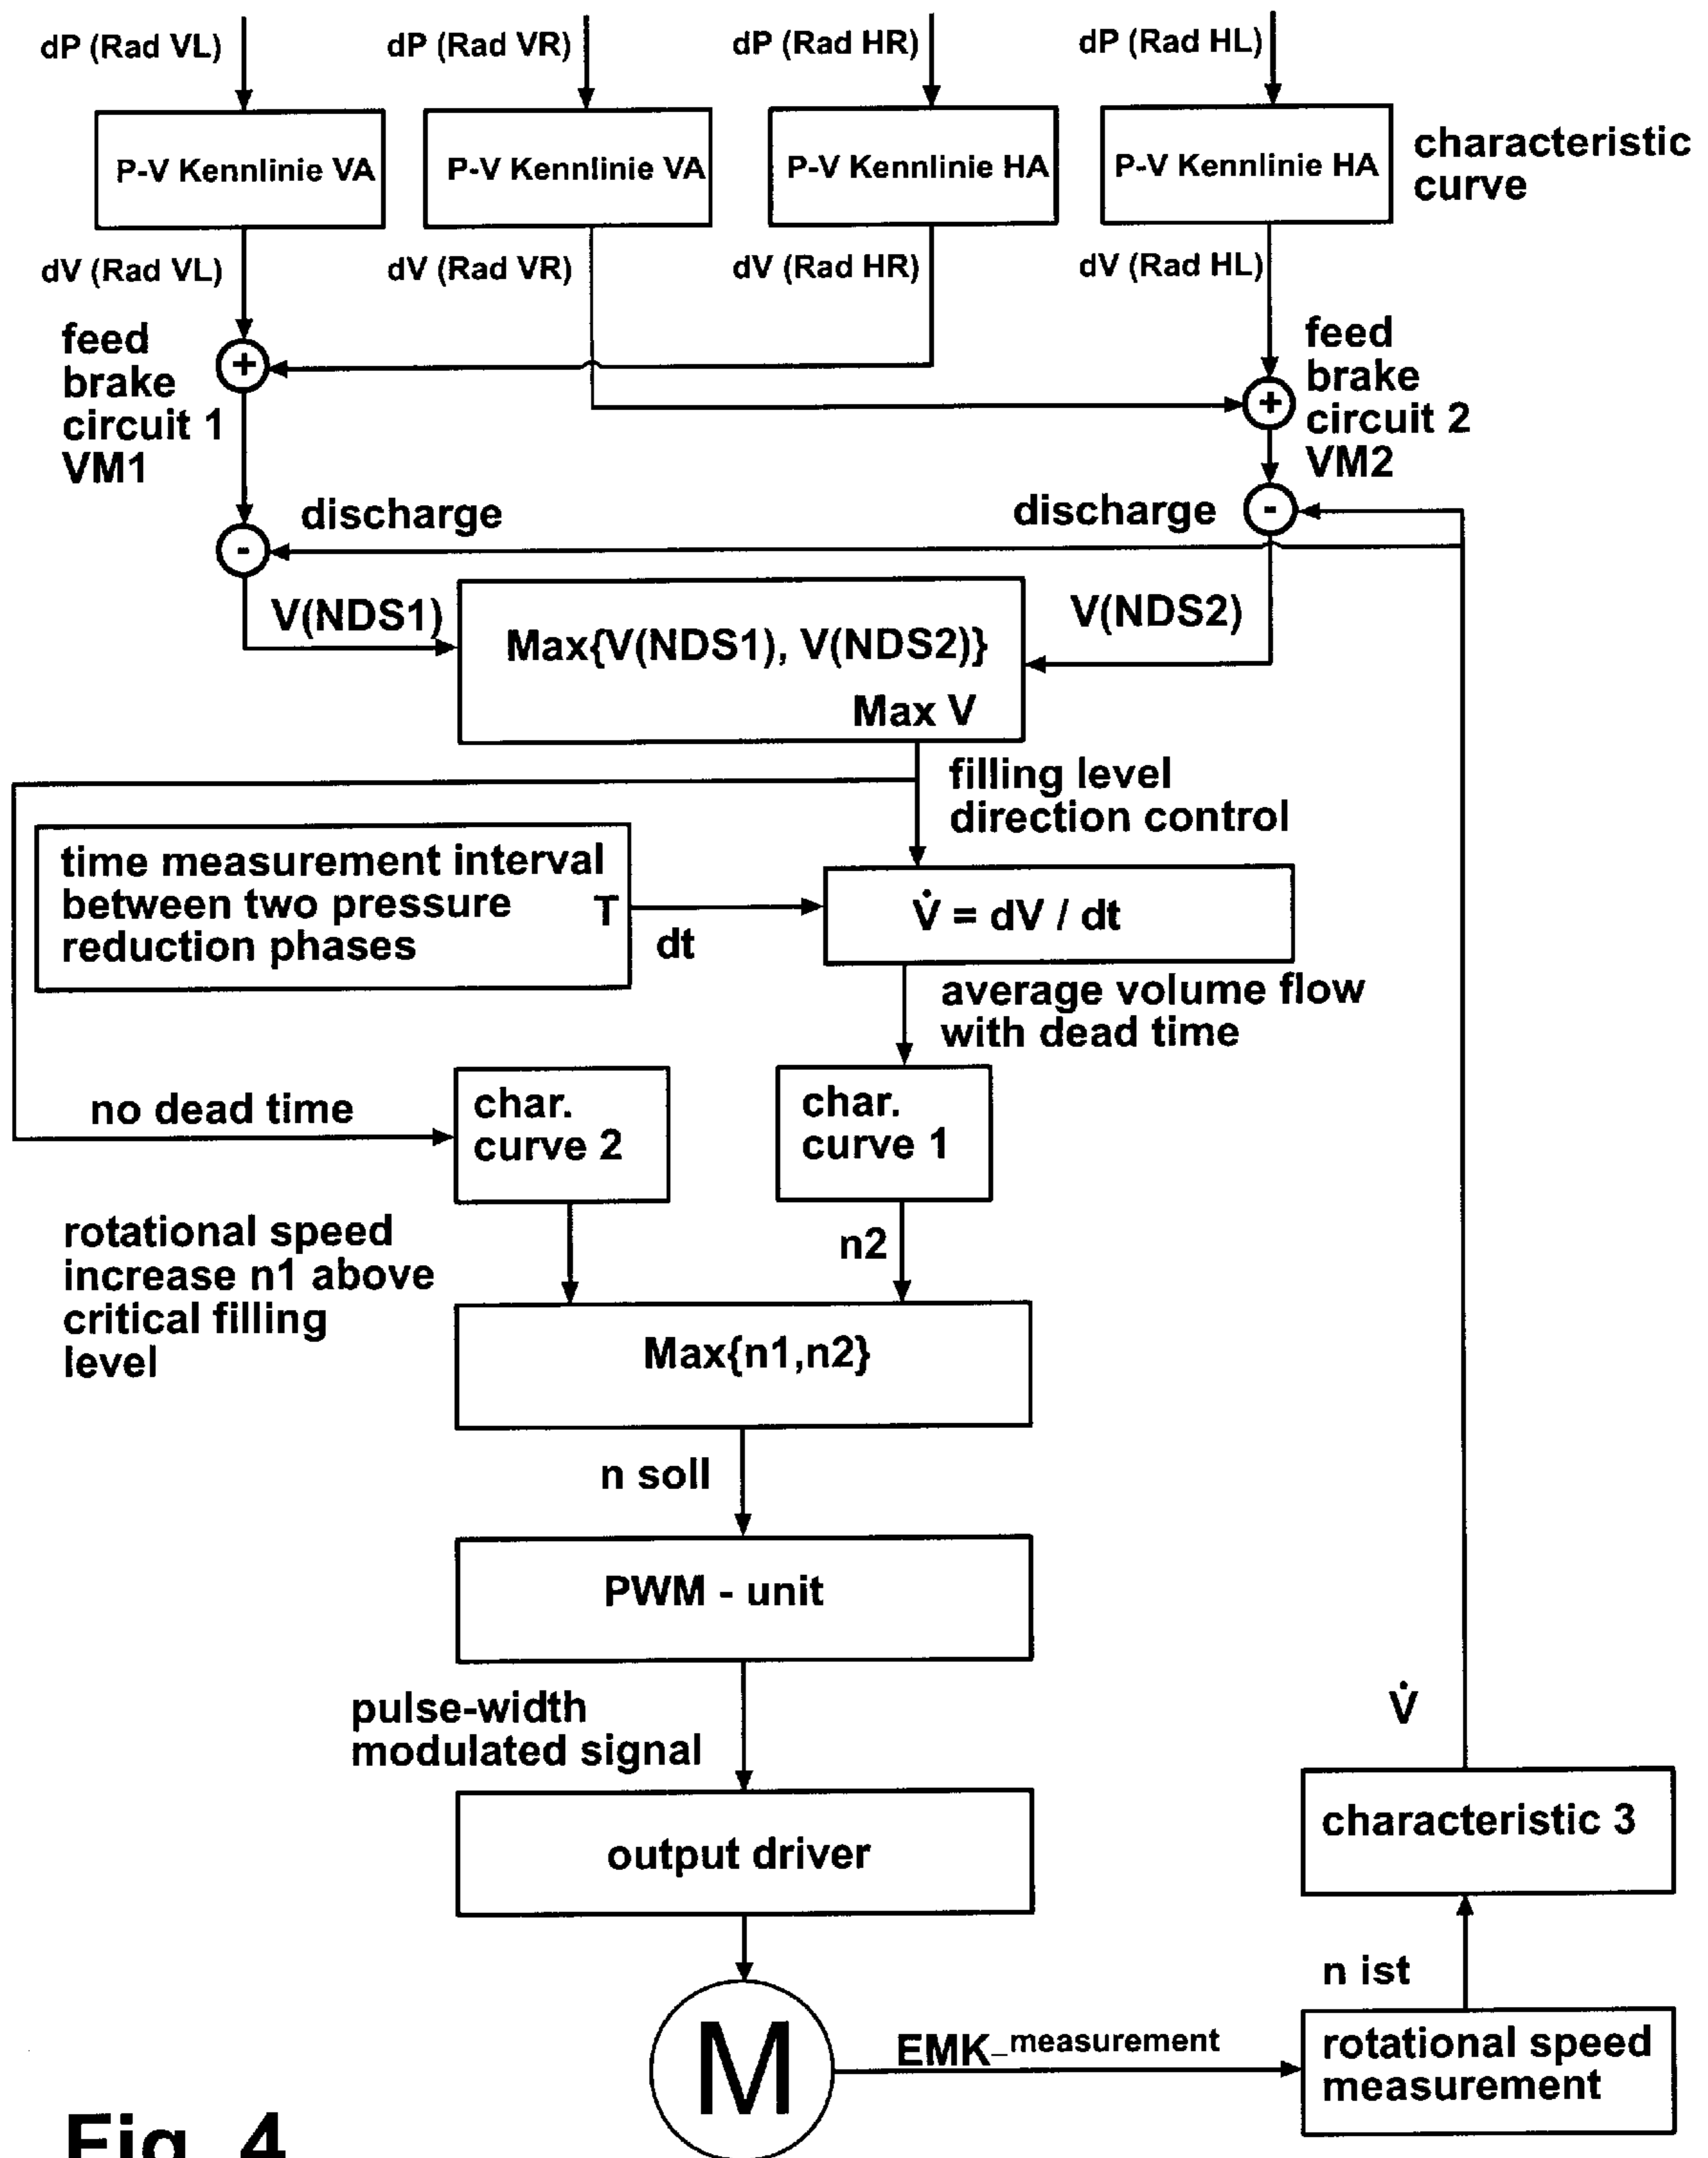 dP (Rad VL)
dP (Rad VR)
dP (Rad HR)
dP (Rad HL)
P-V Kennlinie VA
P-V Kennlinie VA
P-V Kennlinie HA
P-V Kennlinie HA
characteristic
curve
dV (Rad VL)
dV (Rad VR)
dV (Rad HR)
dV (Rad HL)
feed
brake
circuit 1
VM1
+
+
feed
brake
circuit 2
VM2
discharge
discharge
-
-
V(NDS1)
Max{V(NDS1), V(NDS2)}
Max V
V(NDS2)
filling level
direction control
time measurement interval
between two pressure
reduction phases
T
dt
V̇ = dV / dt
average volume flow
with dead time
no dead time
char.
curve 2
char.
curve 1
rotational speed
increase n1 above
critical filling
level
n2
Max{n1,n2}
n soll
PWM - unit
pulse-width
modulated signal
V̇
output driver
characteristic 3
n ist
M
EMK-measurement
rotational speed
measurement
Fig. 4